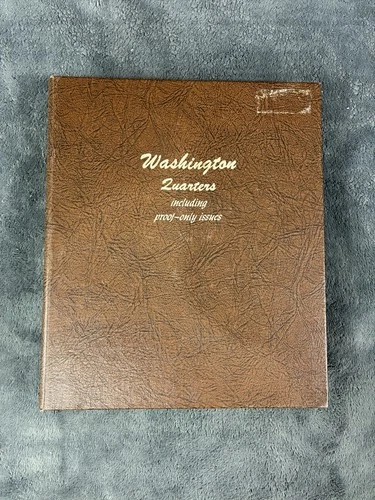 Washington
Quarters
including
proof-only issues